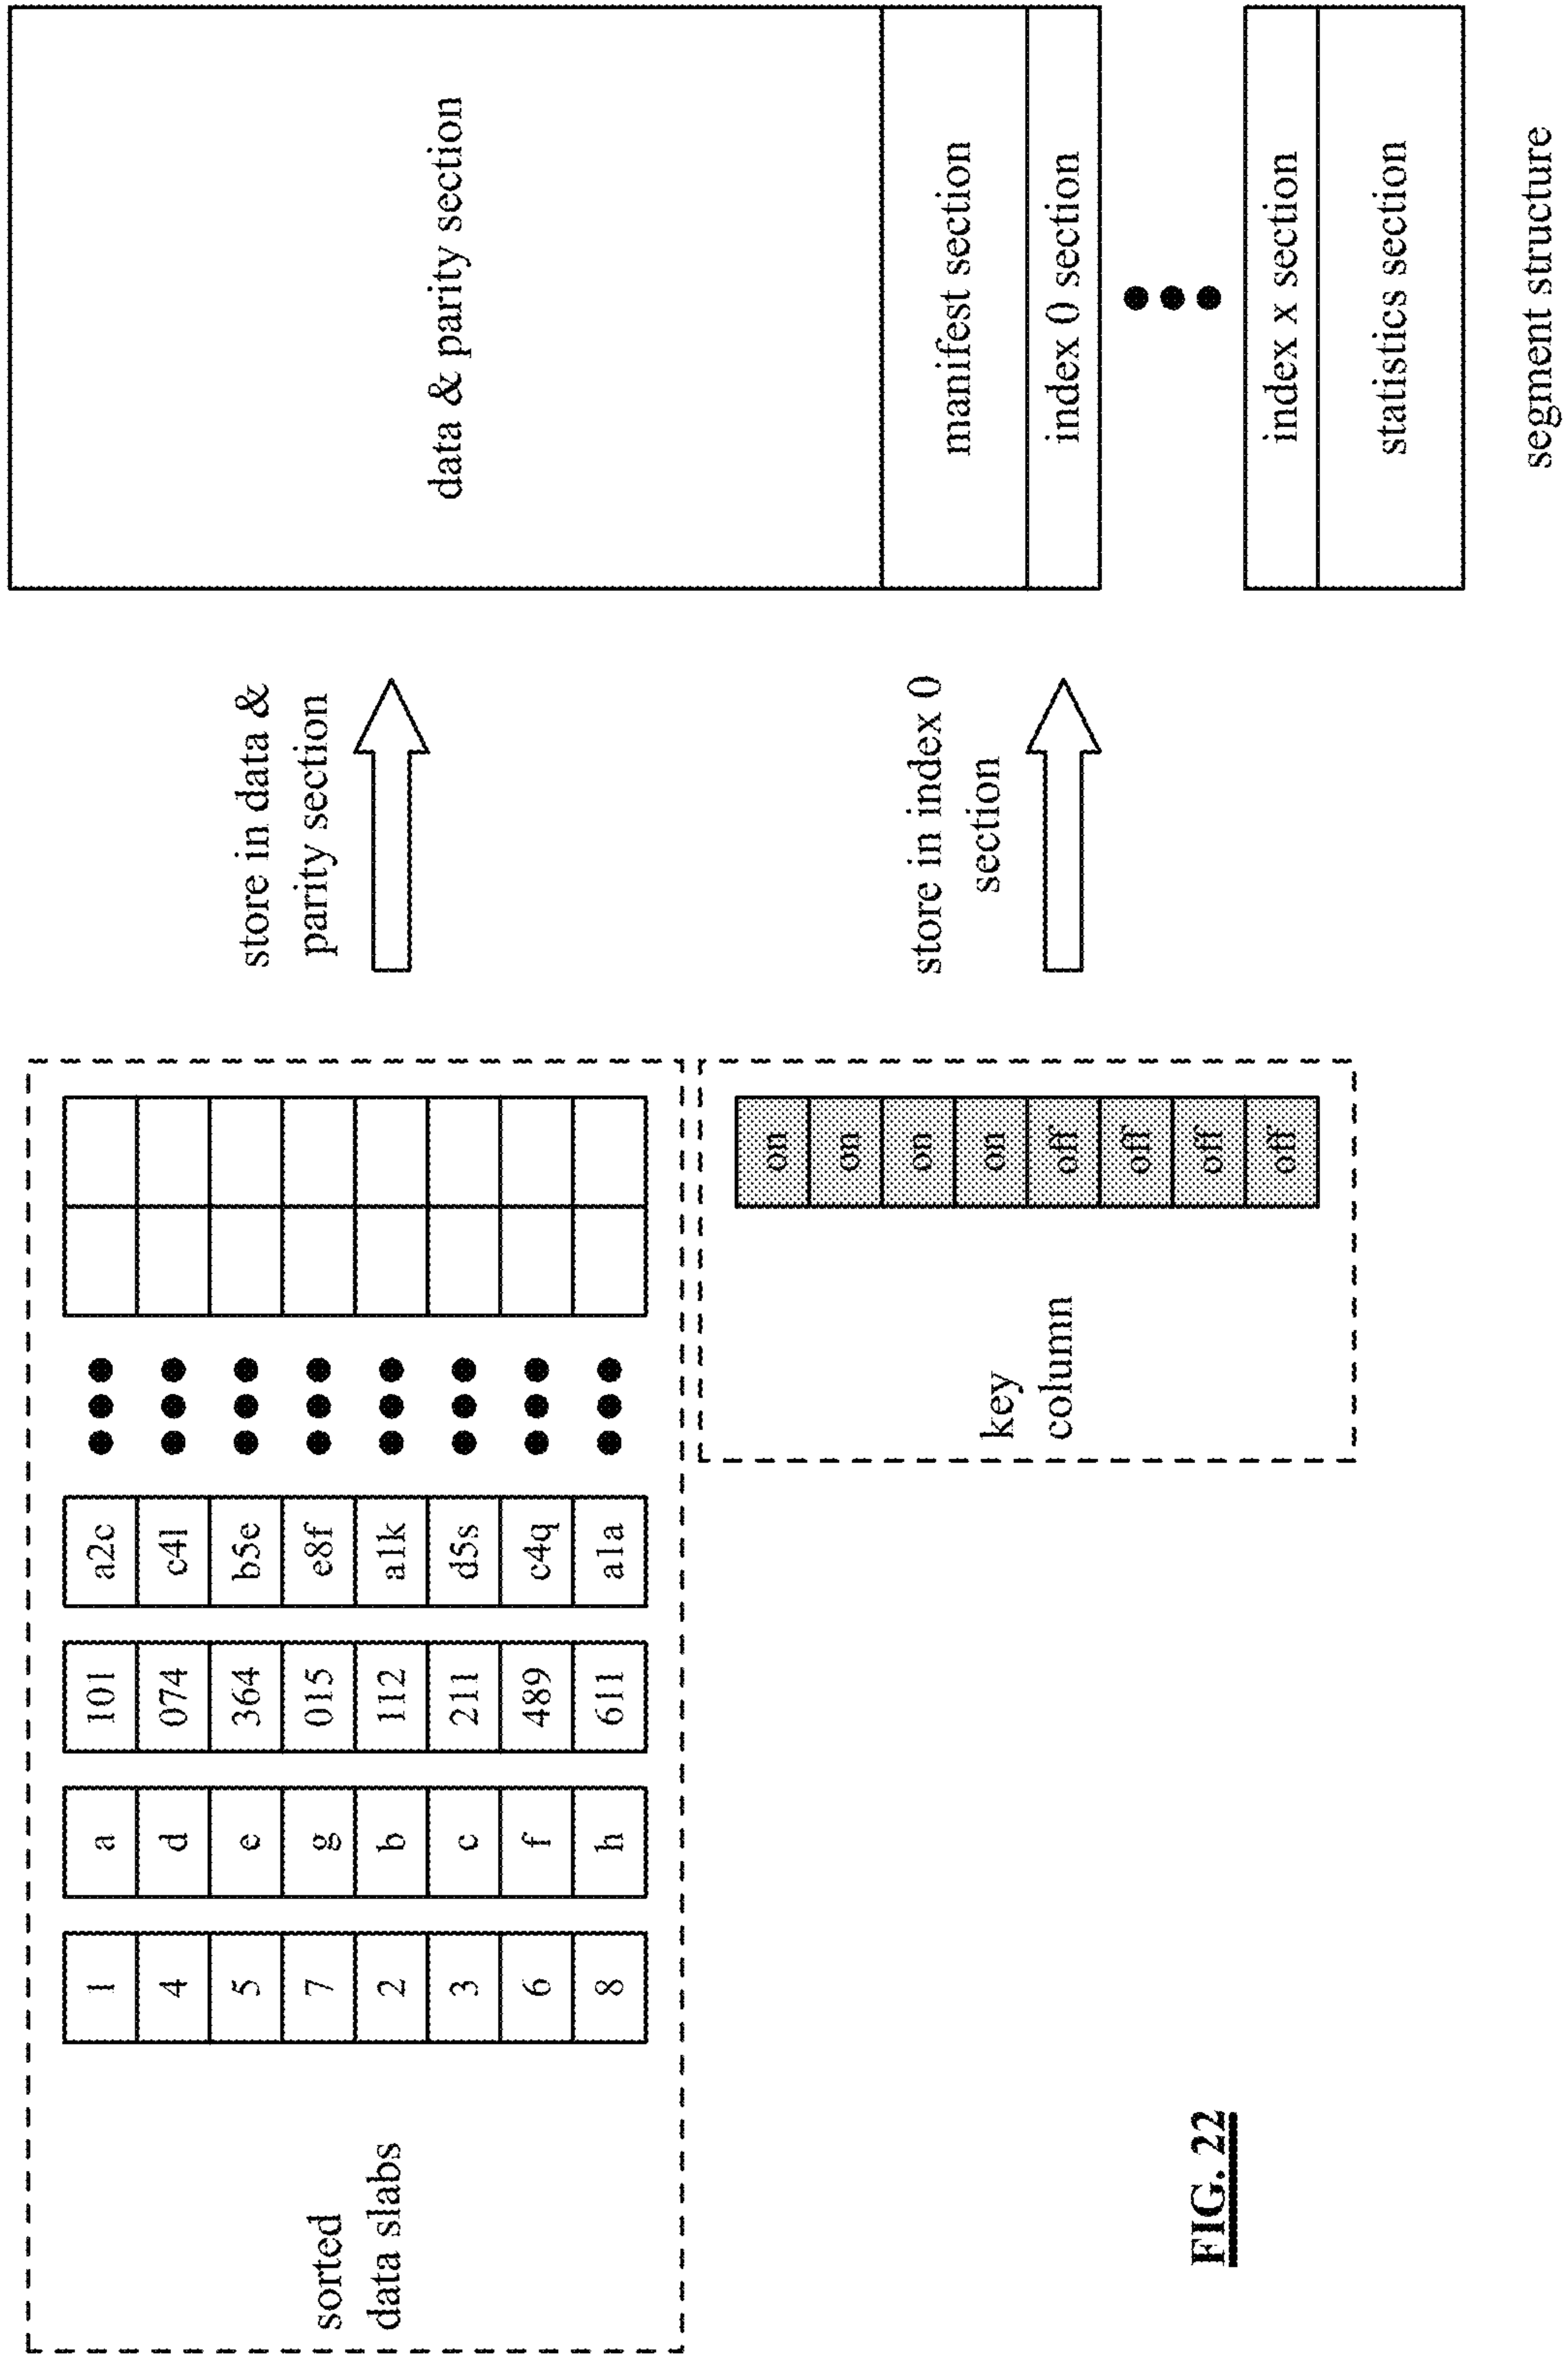 sorted
data slabs
1 a 101 a2c
4 d 074 c4l
5 e 364 b5e
7 g 015 e8f
2 b 112 a1k
3 c 211 d5s
6 f 489 c4q
8 h 611 a1a
store in data &
parity section
data & parity section
key
column
on
on
on
on
off
off
off
off
store in index 0
section
manifest section
index 0 section
index x section
statistics section
segment structure
FIG. 22